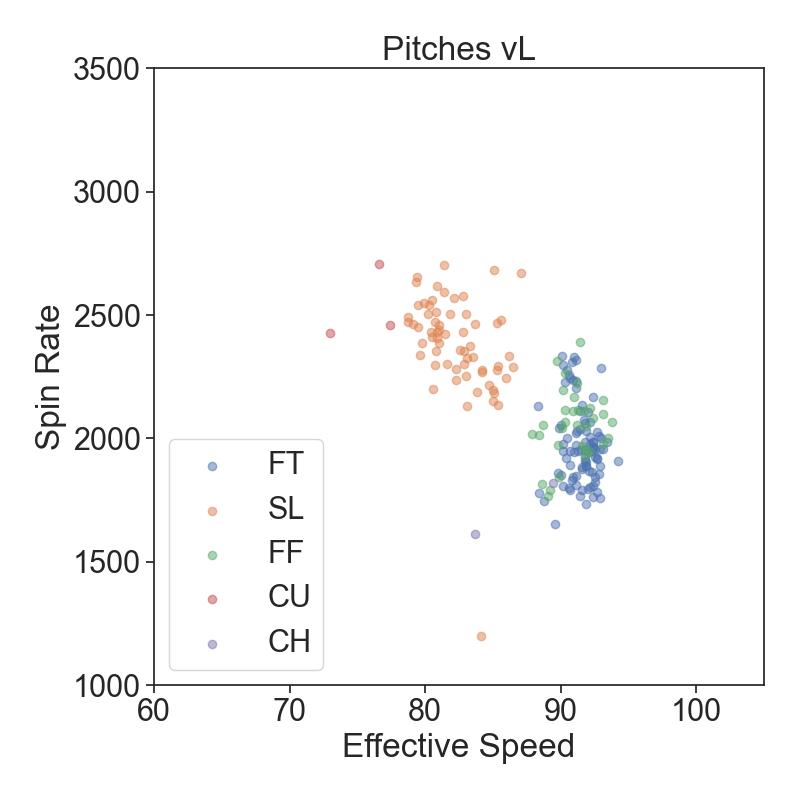 Pitches vL
3500
3000
2500
2000
1500
1000
Spin Rate
FT
SL
FF
CU
CH
60 70 80 90 100
Effective Speed